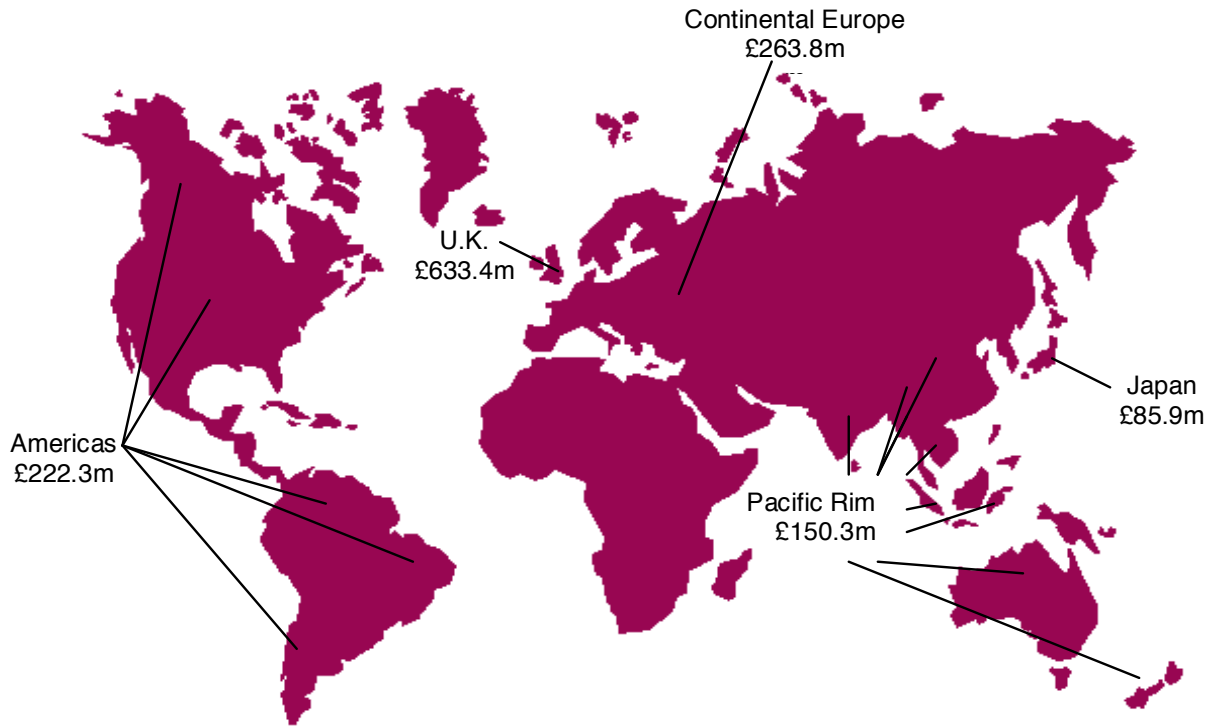 Continental Europe
£263.8m
U.K.
£633.4m
Japan
£85.9m
Americas
£222.3m
Pacific Rim
£150.3m